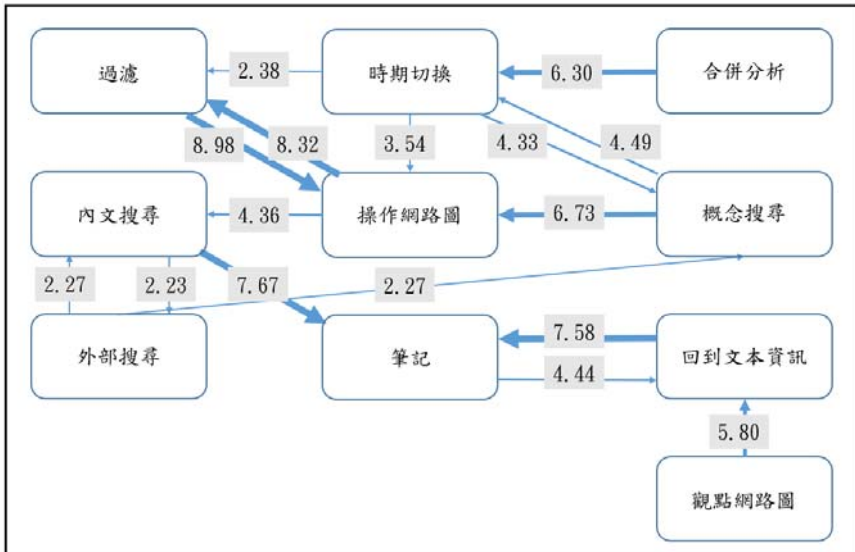 過濾
2.38
時期切換
6.30
合併分析
8.98
8.32
3.54
4.33
4.49
內文搜尋
4.36
操作網路圖
6.73
概念搜尋
2.27
2.23
7.67
2.27
外部搜尋
筆記
7.58
4.44
回到文本資訊
5.80
觀點網路圖